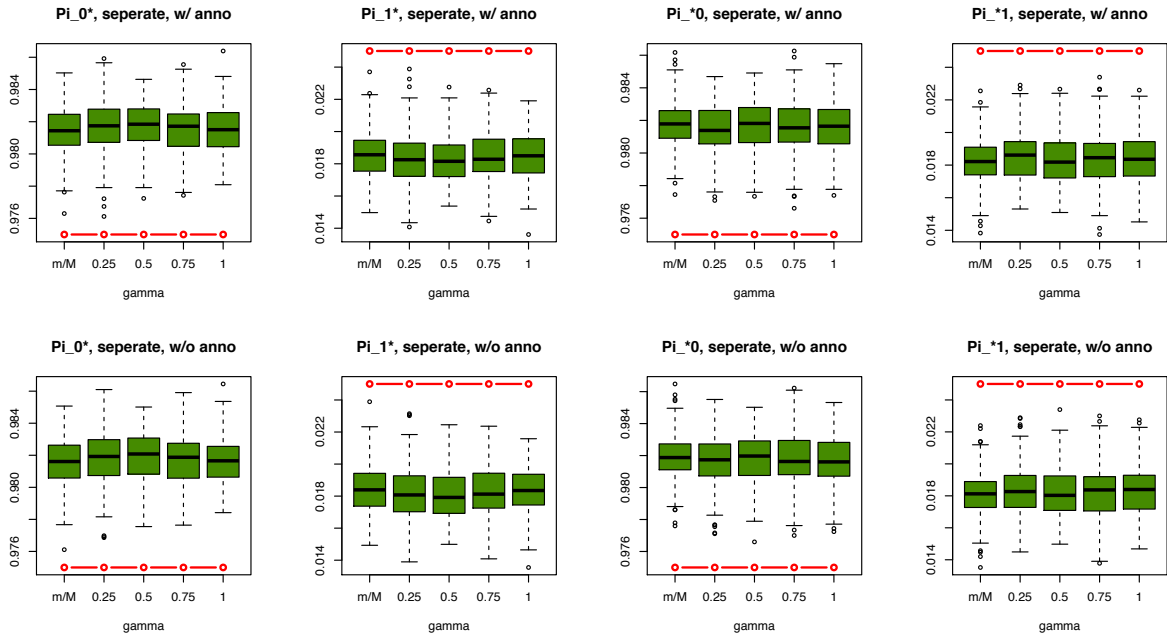 Pi_0*, seperate, w/ anno
Pi_1*, seperate, w/ anno
Pi_*0, seperate, w/ anno
Pi_*1, seperate, w/ anno
0.984
0.980
0.976
0.022
0.018
0.014
0.984
0.980
0.976
0.022
0.018
0.014
m/M 0.25 0.5 0.75 1
m/M 0.25 0.5 0.75 1
m/M 0.25 0.5 0.75 1
m/M 0.25 0.5 0.75 1
gamma
gamma
gamma
gamma
Pi_0*, seperate, w/o anno
Pi_1*, seperate, w/o anno
Pi_*0, seperate, w/o anno
Pi_*1, seperate, w/o anno
0.984
0.980
0.976
0.022
0.018
0.014
0.984
0.980
0.976
0.022
0.018
0.014
m/M 0.25 0.5 0.75 1
m/M 0.25 0.5 0.75 1
m/M 0.25 0.5 0.75 1
m/M 0.25 0.5 0.75 1
gamma
gamma
gamma
gamma